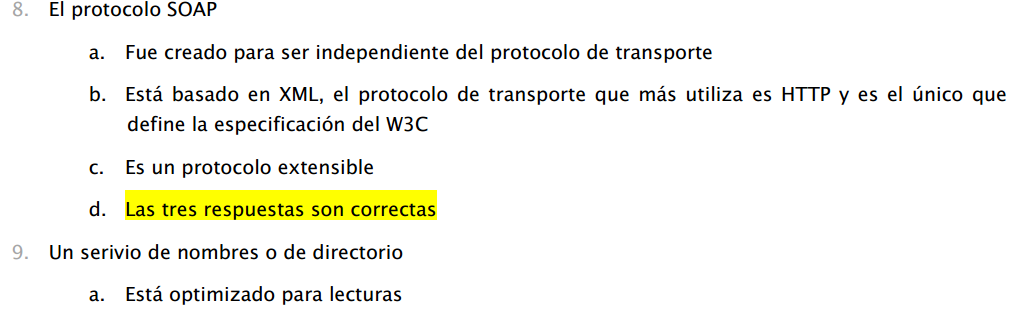 8. El protocolo SOAP
a. Fue creado para ser independiente del protocolo de transporte
b. Está basado en XML, el protocolo de transporte que más utiliza es HTTP y es el único que
define la especificación del W3C
c. Es un protocolo extensible
d. Las tres respuestas son correctas
9. Un serivio de nombres o de directorio
a. Está optimizado para lecturas